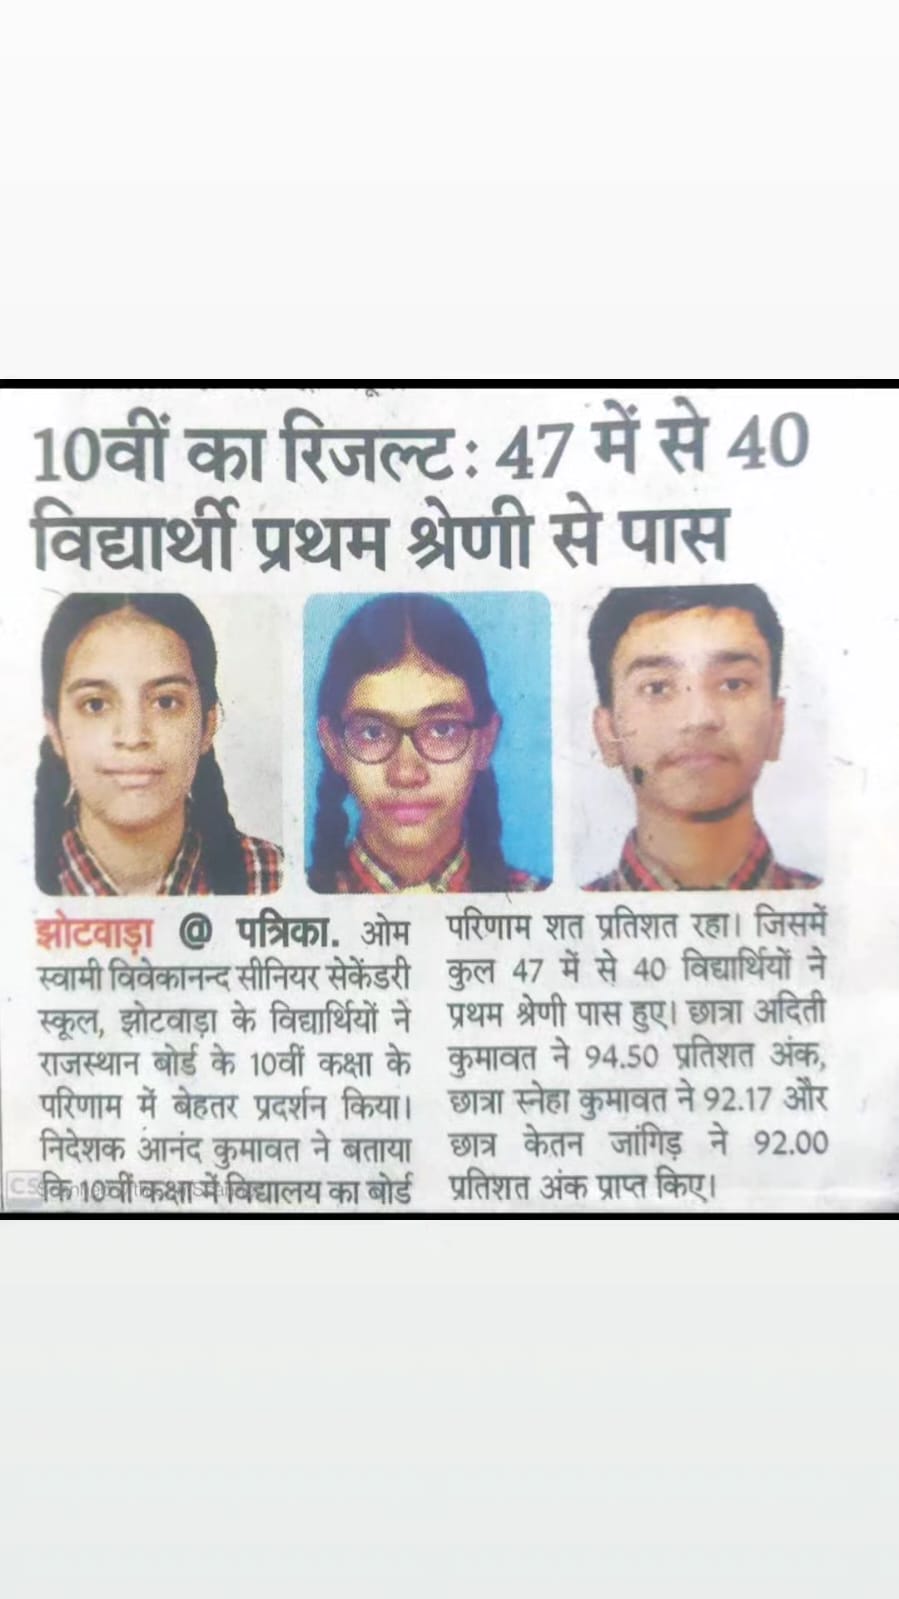 10वीं का रिजल्ट: 47 में से 40
विद्यार्थी प्रथम श्रेणी से पास
झोटवाड़ा @ पत्रिका. ओम
स्वामी विवेकानन्द सीनियर सेकेंडरी
स्कूल, झोटवाड़ा के विद्यार्थियों ने
राजस्थान बोर्ड के 10वीं कक्षा के
परिणाम में बेहतर प्रदर्शन किया।
निदेशक आनंद कुमावत ने बताया
कि 10वीं कक्षा में विद्यालय का बोर्ड
परिणाम शत प्रतिशत रहा। जिसमें
कुल 47 में से 40 विद्यार्थियों ने
प्रथम श्रेणी पास हुए। छात्रा अदिती
कुमावत ने 94.50 प्रतिशत अंक,
छात्रा स्नेहा कुमावत ने 92.17 और
छात्र केतन जांगिड़ ने 92.00
प्रतिशत अंक प्राप्त किए।
CS